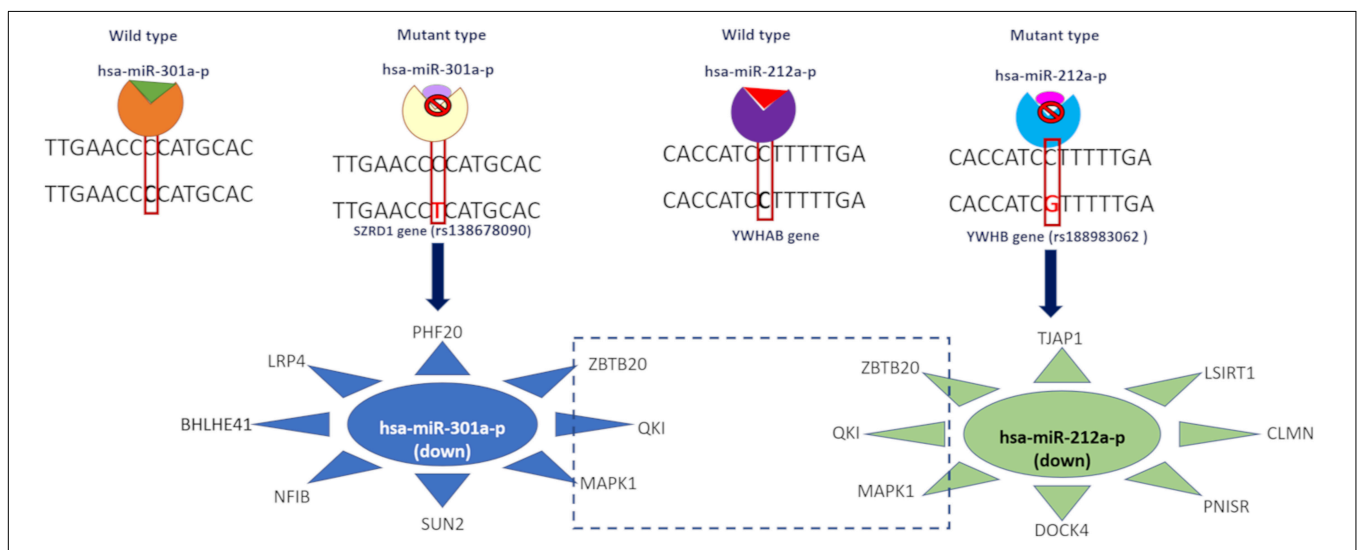 Wild type
hsa-miR-301a-p
TTGAACCCCATGCAC
TTGAACCCCATGCAC
Mutant type
hsa-miR-301a-p
TTGAACCCCATGCAC
TTGAACCTCATGCAC
SZRD1 gene (rs138678090)
Wild type
hsa-miR-212a-p
CACCATCCTTTTTGA
CACCATCCTTTTTGA
YWHAB gene
Mutant type
hsa-miR-212a-p
CACCATCCTTTTTGA
CACCATCGTTTTTGA
YWHB gene (rs188983062 )
PHF20
LRP4
ZBTB20
BHLHE41
hsa-miR-301a-p
(down)
QKI
NFIB
MAPK1
SUN2
TJAP1
ZBTB20
LSIRT1
QKI
hsa-miR-212a-p
(down)
CLMN
MAPK1
PNISR
DOCK4